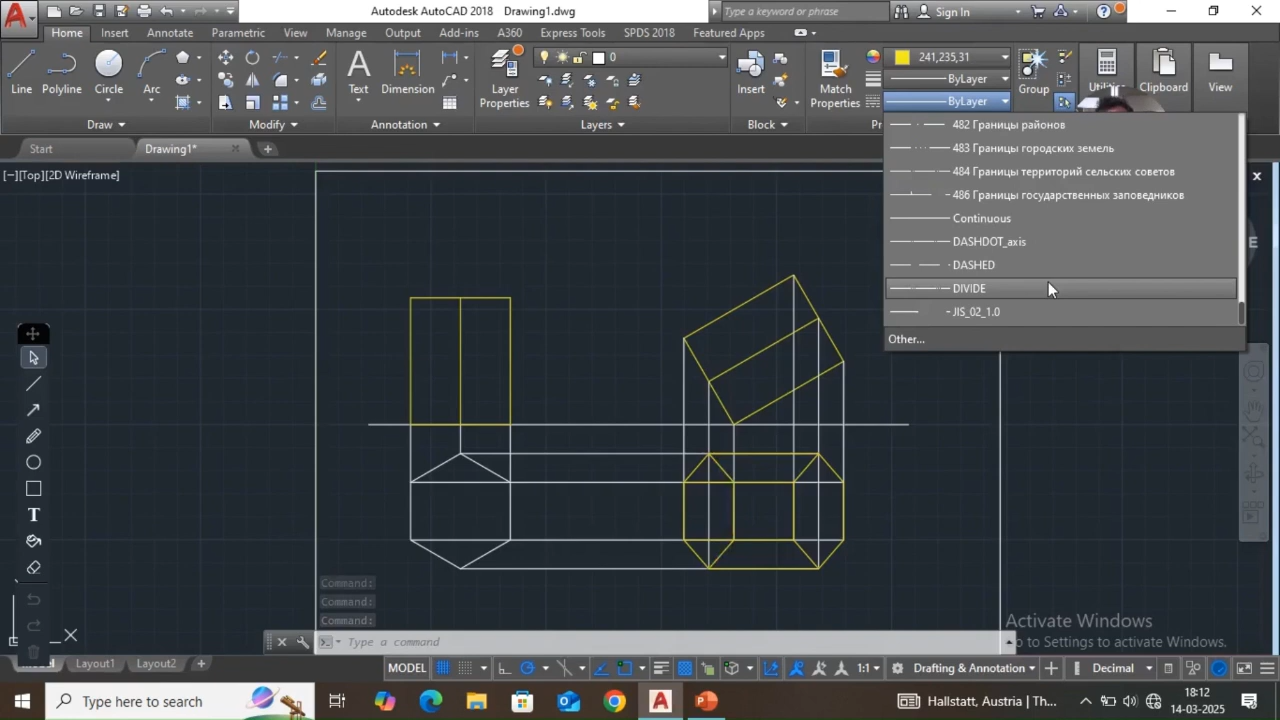 Autodesk AutoCAD 2018 Drawing1.dwg
Type a keyword or phrase
Sign In
Home Insert Annotate Parametric View Manage Output Add-ins A360 Express Tools SPDS 2018 Featured Apps
0
241,235,31
ByLayer
ByLayer
Line Polyline Circle Arc Text Dimension Layer Properties Insert Match Properties Group Clipboard View
Draw Modify Annotation Layers Block
Start Drawing1*
[−][Top][2D Wireframe]
482 Границы районов
483 Границы городских земель
484 Границы территорий сельских советов
486 Границы государственных заповедников
Continuous
DASHDOT_axis
DASHED
DIVIDE
JIS_02_1.0
Other...
E
T
X
Command:
Command:
Command:
Type a command
Activate Windows
o to Settings to activate Windows.
Layout1 Layout2
MODEL 1:1 Drafting & Annotation Decimal
Type here to search
Hallstatt, Austria | Th...
18:12
14-03-2025